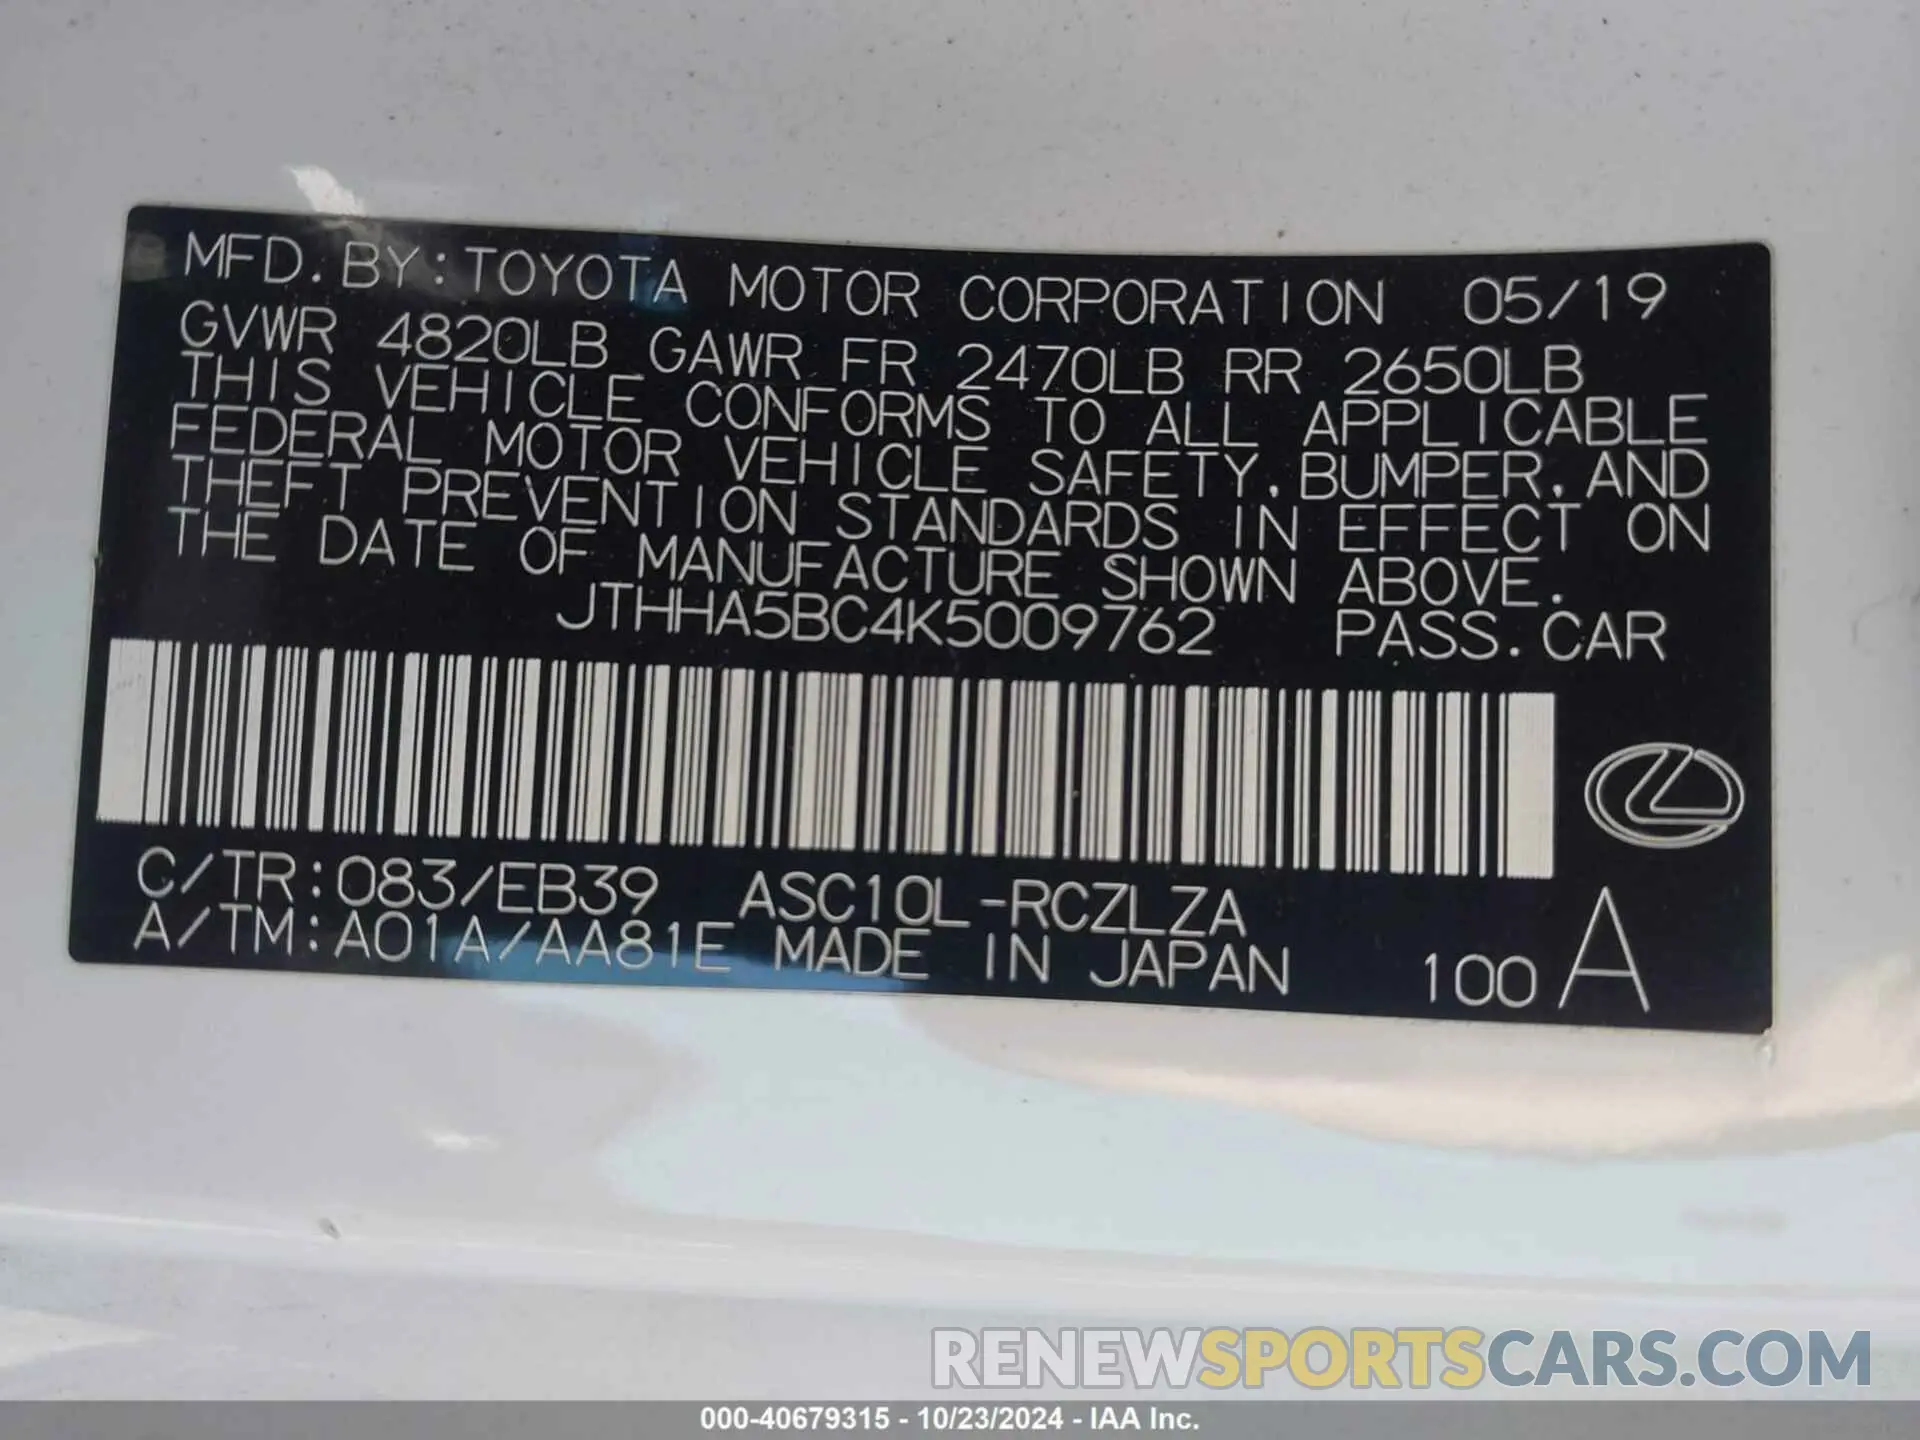 MFD. BY: TOYOTA MOTOR CORPORATION 05/19
GVWR 4820LB GAWR FR 2470LB RR 2650LB
THIS VEHICLE CONFORMS TO ALL APPLICABLE
FEDERAL MOTOR VEHICLE SAFETY, BUMPER, AND
THEFT PREVENTION STANDARDS IN EFFECT ON
THE DATE OF MANUFACTURE SHOWN ABOVE.
JTHHA5BC4K5009762 PASS. CAR
C/TR: 083/EB39 ASC10L-RCZLZA
A/TM: A01A/AA81E MADE IN JAPAN 100 A
RENEWSPORTSCARS.COM
000-40679315 - 10/23/2024 - IAA Inc.